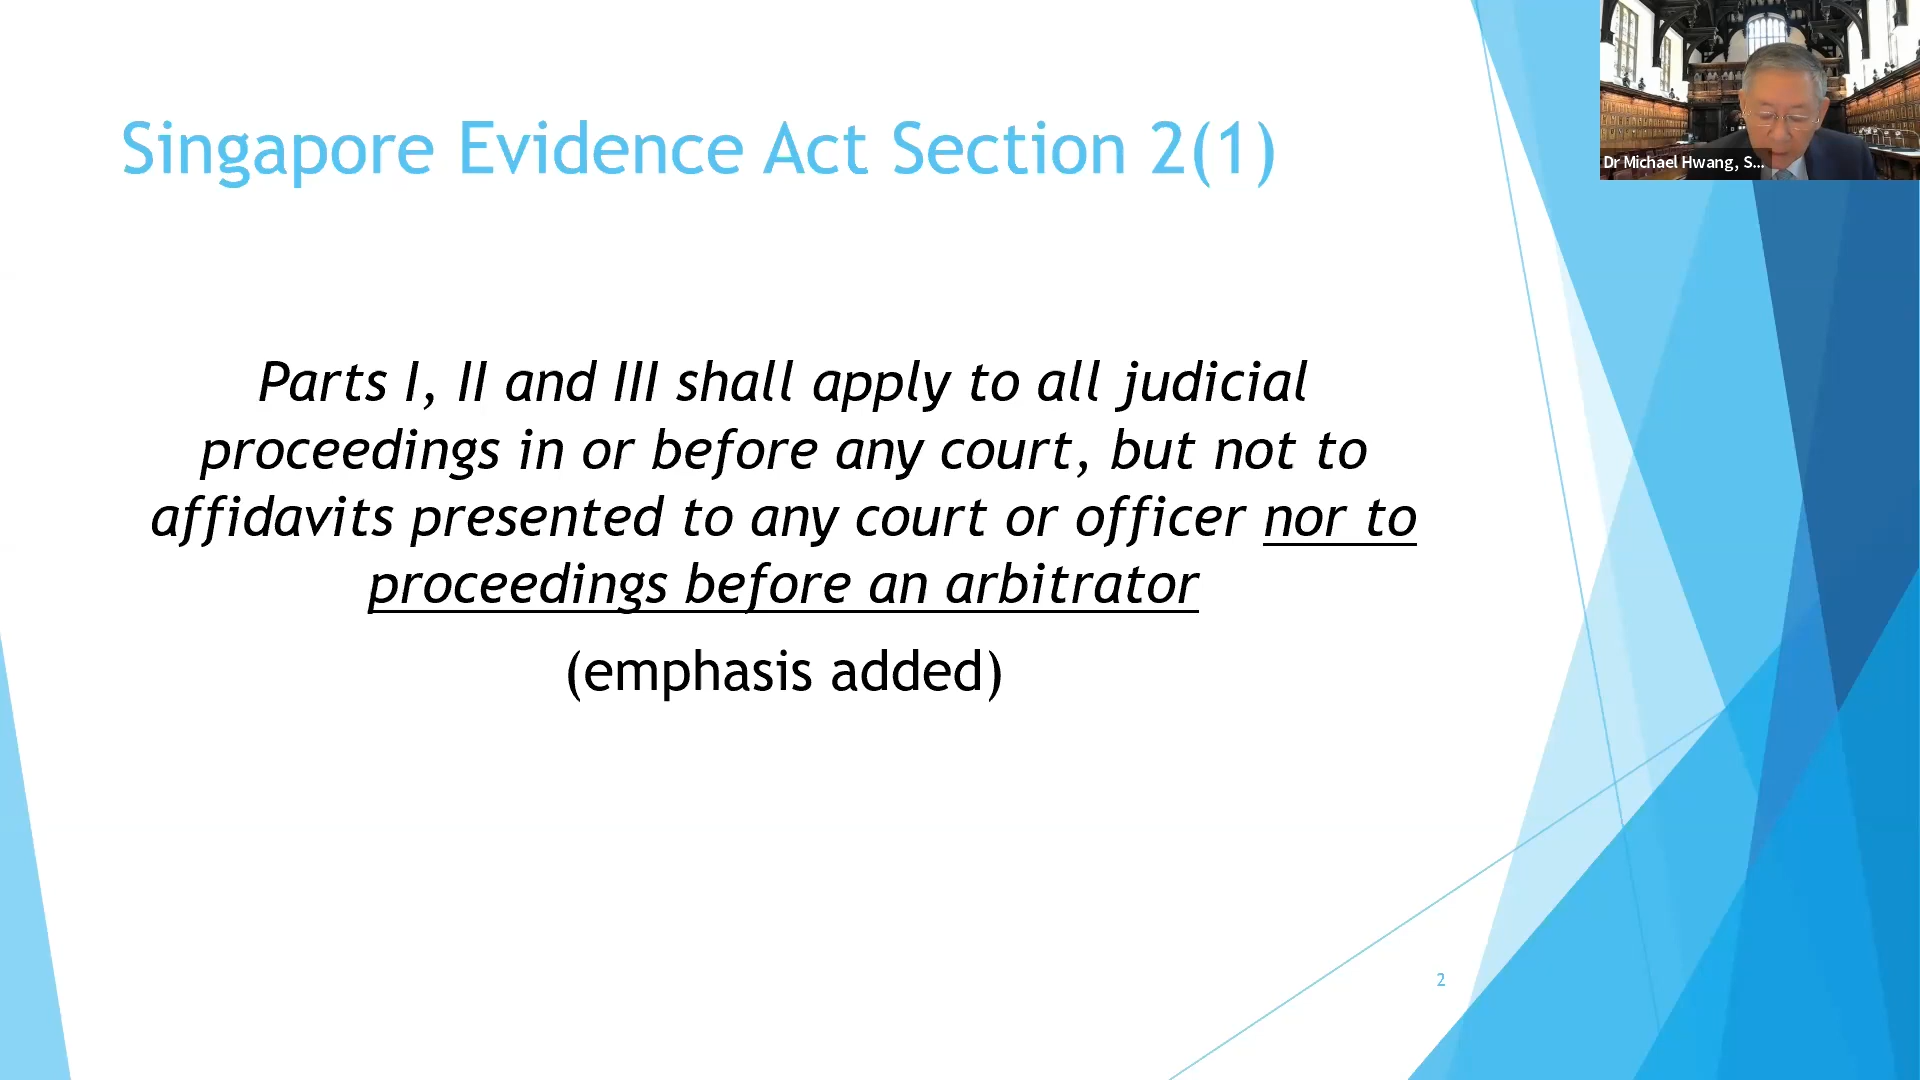 Singapore Evidence Act Section 2(1)
Dr Michael Hwang, S...
Parts I, II and III shall apply to all judicial
proceedings in or before any court, but not to
affidavits presented to any court or officer nor to
proceedings before an arbitrator
(emphasis added)
2